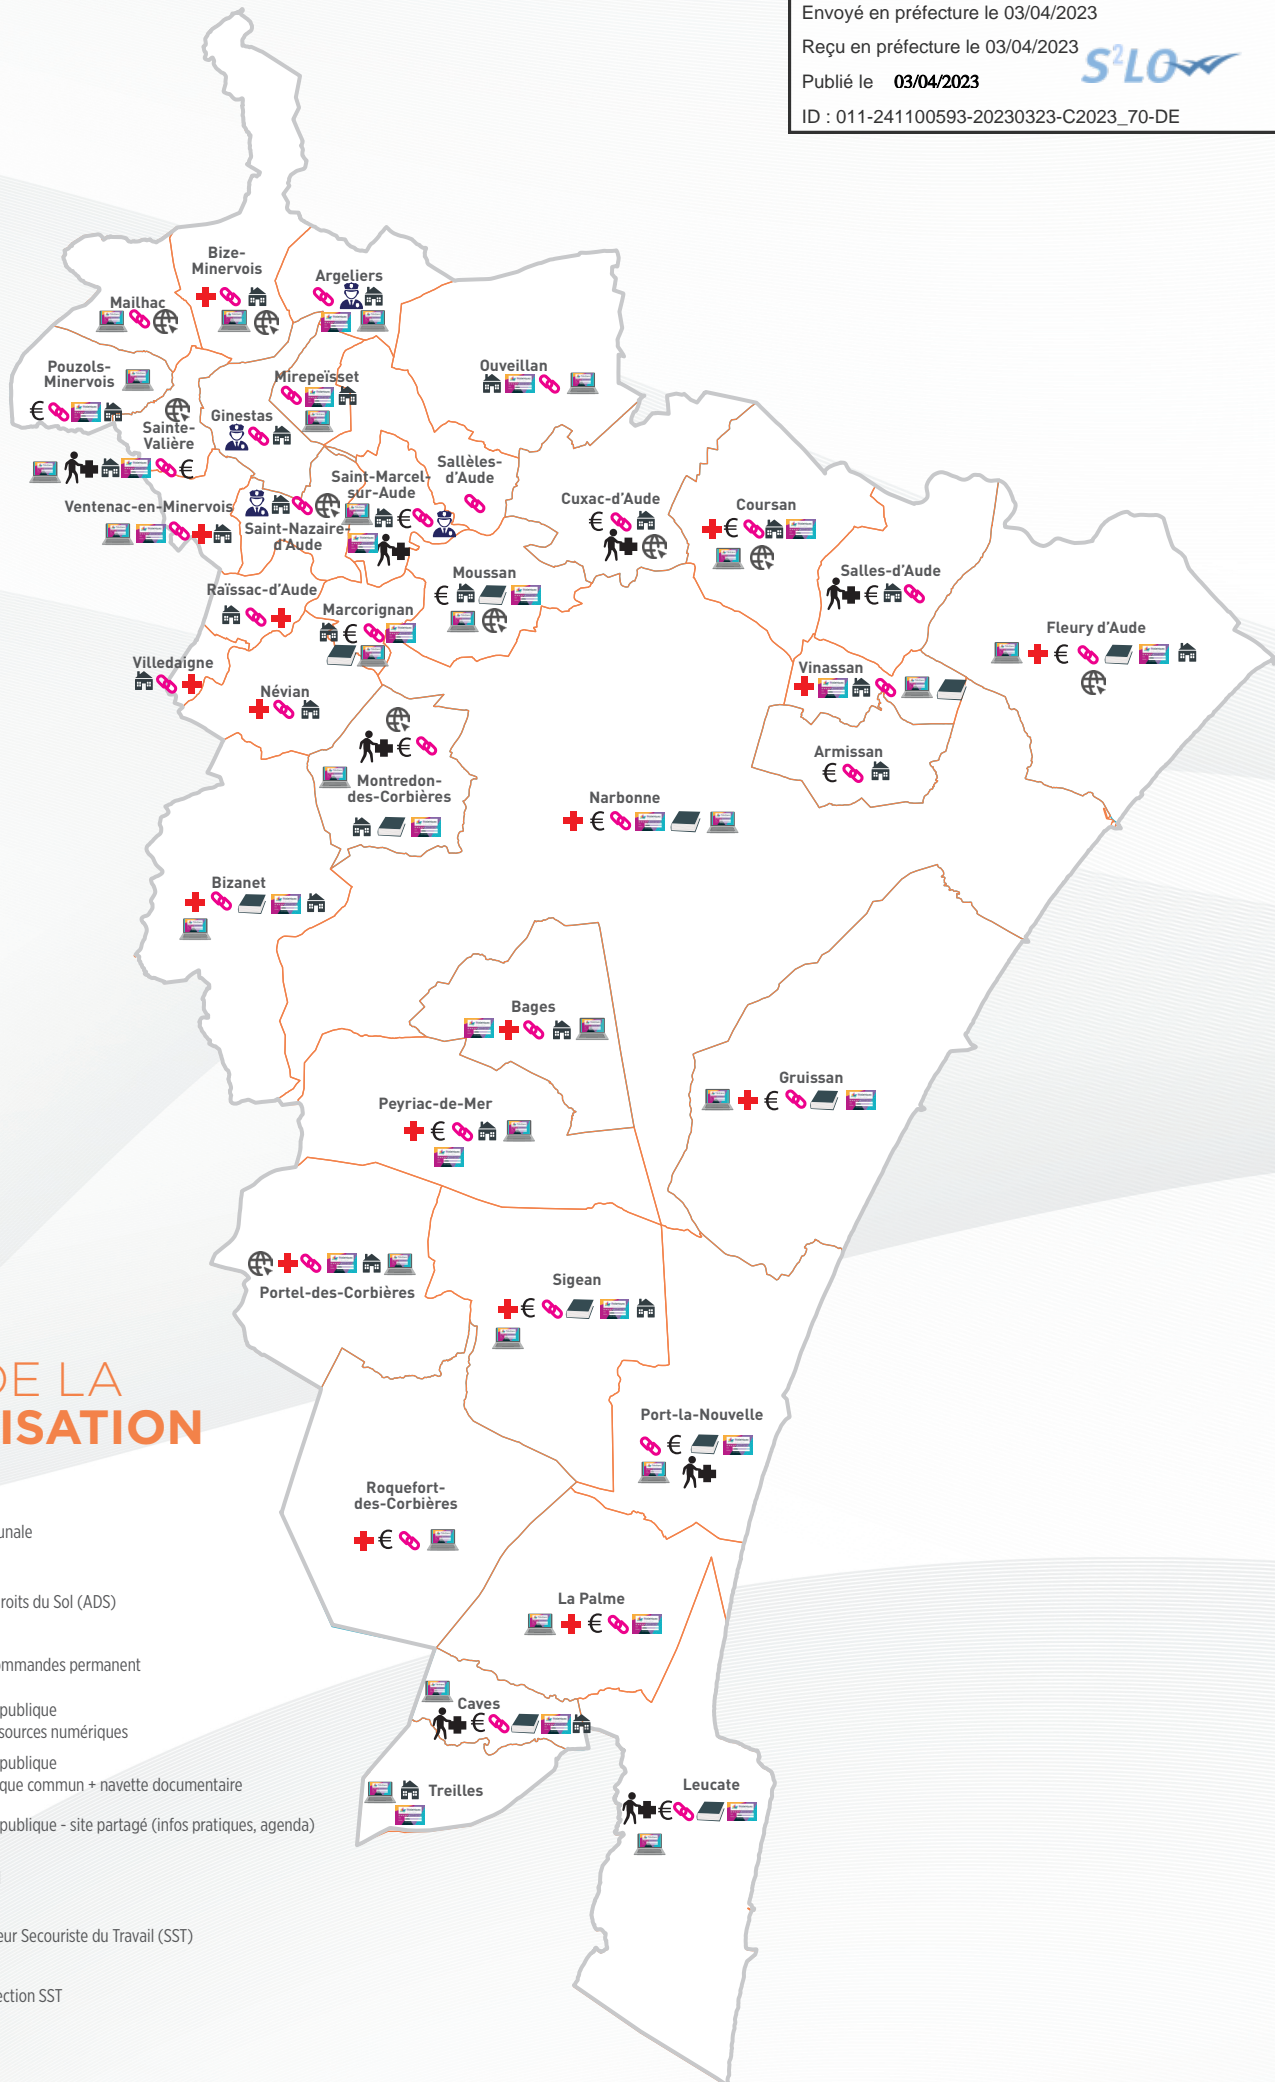 Envoyé en préfecture le 03/04/2023
Reçu en préfecture le 03/04/2023
S²LO
Publié le 03/04/2023
ID : 011-241100593-20230323-C2023_70-DE
Bize-
Minervois
Argeliers
Mailhac
Pouzols-
Minervois
Mirepeïsset
Ouveillan
€
Ginestas
Sainte-
Valière
€
Saint-Marcel-
sur-Aude
Sallèles-
d'Aude
Cuxac-d'Aude
€
Coursan
€
Ventenac-en-Minervois
Saint-Nazaire-
d'Aude
€
Moussan
€
Salles-d'Aude
€
Raïssac-d'Aude
Marcorignan
€
Fleury d'Aude
€
Villedaigne
Névian
Vinassan
€
Montredon-
des-Corbières
Armissan
€
Narbonne
€
Bizanet
Bages
Gruissan
€
Peyriac-de-Mer
€
Portel-des-Corbières
Sigean
€
DE LA
ISATION
Port-la-Nouvelle
€
Roquefort-
des-Corbières
€
unale
roits du Sol (ADS)
La Palme
€
ommandes permanent
publique
sources numériques
Caves
€
publique
que commun + navette documentaire
Treilles
Leucate
€
publique - site partagé (infos pratiques, agenda)
eur Secouriste du Travail (SST)
ection SST